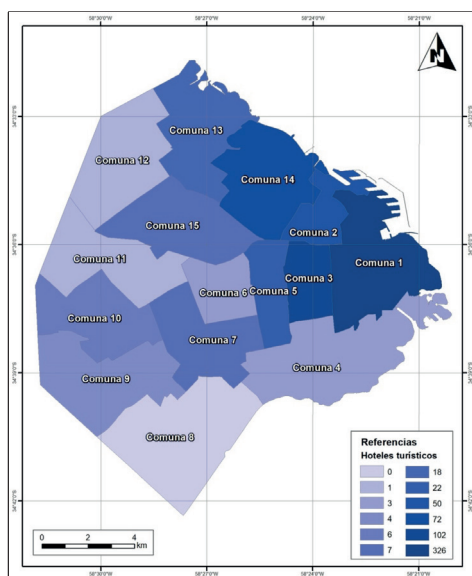 58°30'0"O 58°27'0"O 58°24'0"O 58°21'0"O
N
Comuna 13
Comuna 12
Comuna 14
Comuna 15
Comuna 2
Comuna 11
Comuna 1
Comuna 6
Comuna 3
Comuna 5
Comuna 10
Comuna 7
Comuna 4
Comuna 9
Comuna 8
Referencias
Hoteles turísticos
0 18
1 22
3 50
4 72
6 102
7 326
0 2 4
km
58°30'0"O 58°27'0"O 58°24'0"O 58°21'0"O